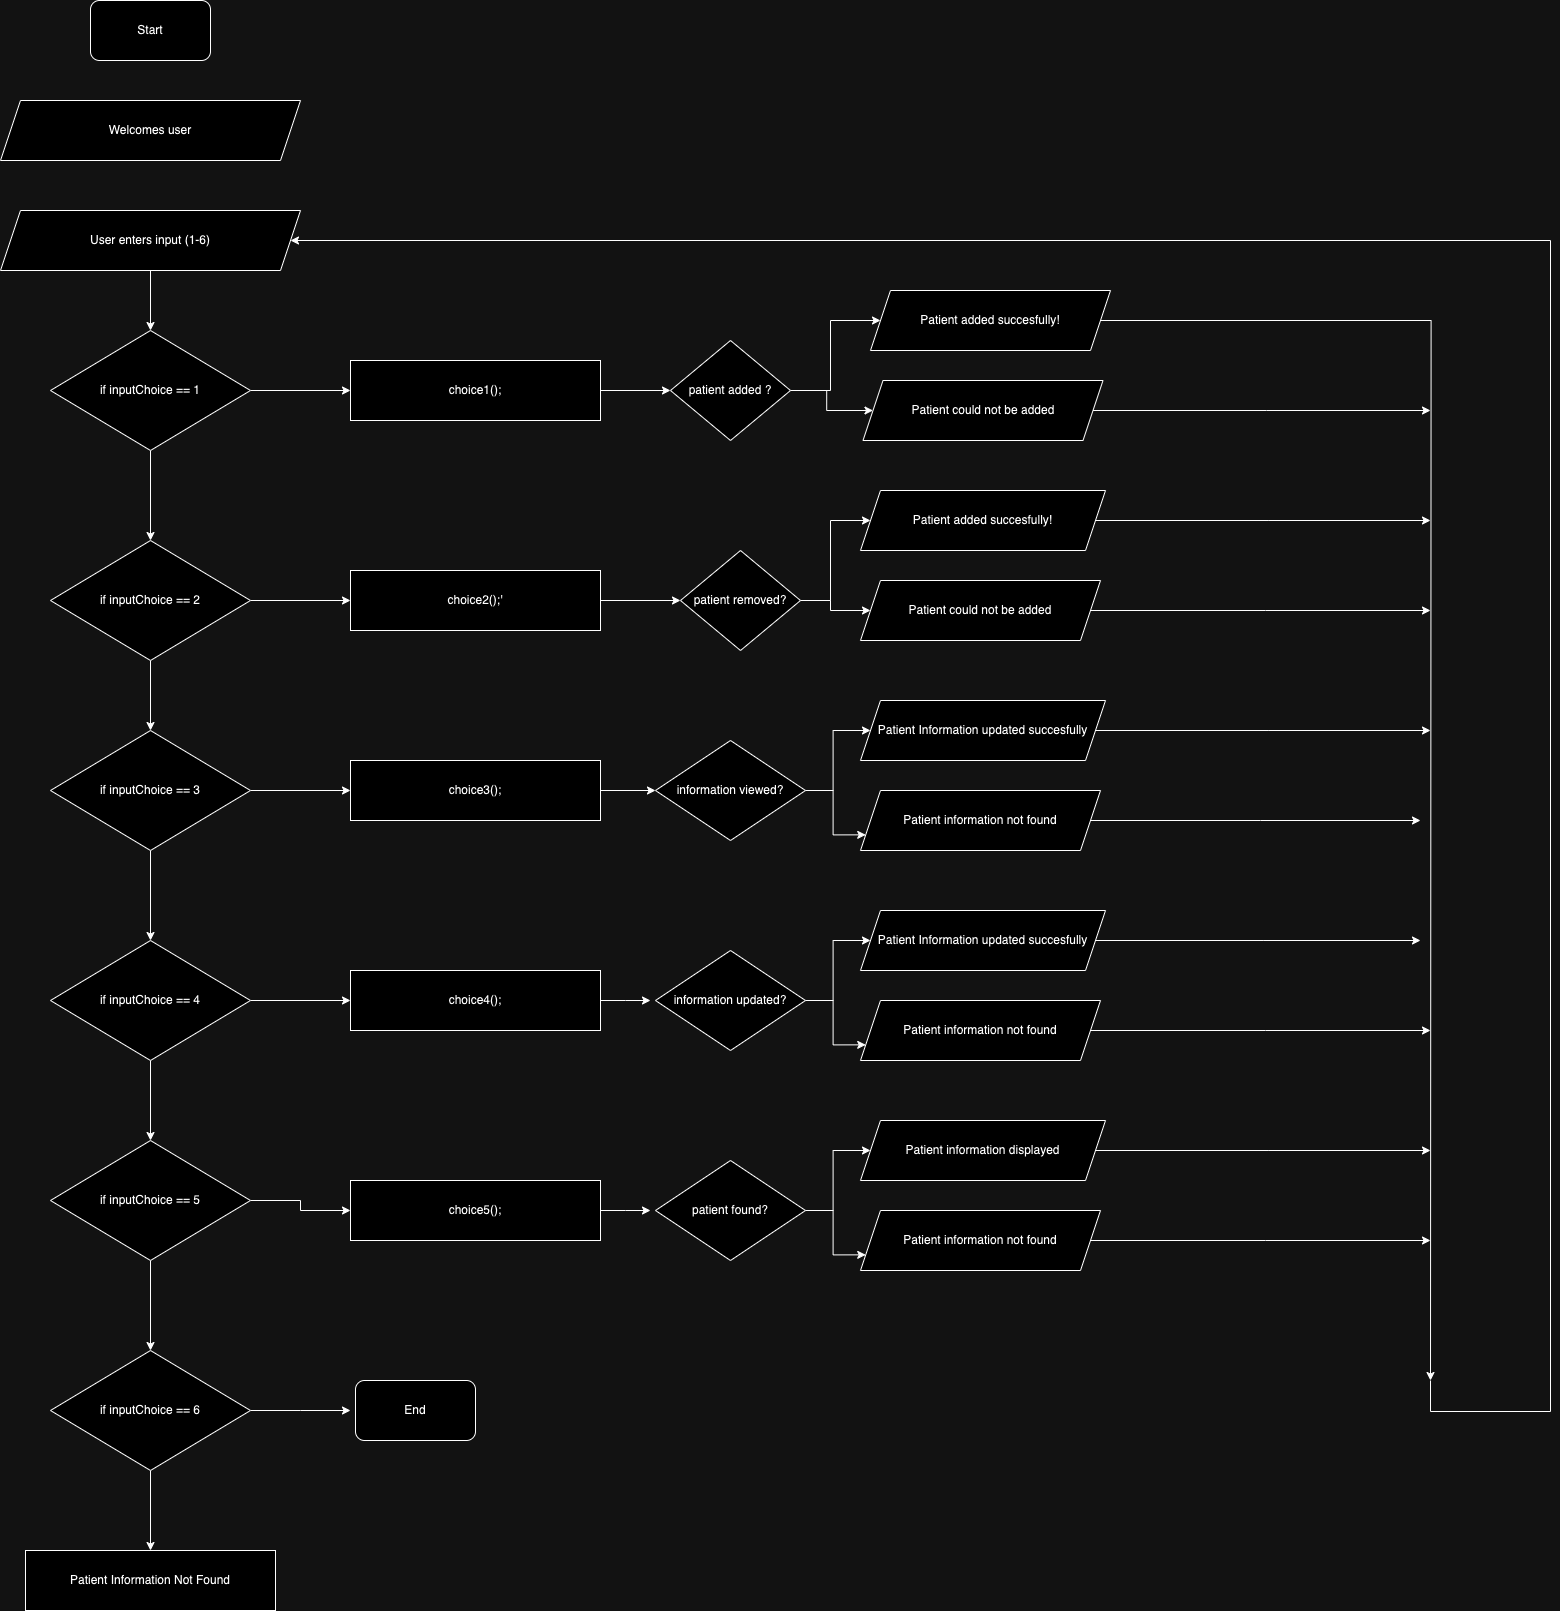 Start
Welcomes user
User enters input (1-6)
Patient added succesfully!
if inputChoice == 1
choice1();
patient added ?
Patient could not be added
Patient added succesfully!
if inputChoice == 2
choice2();'
patient removed?
Patient could not be added
Patient Information updated succesfully
if inputChoice == 3
choice3();
information viewed?
Patient information not found
Patient Information updated succesfully
if inputChoice == 4
choice4();
information updated?
Patient information not found
Patient information displayed
if inputChoice == 5
choice5();
patient found?
Patient information not found
if inputChoice == 6
End
Patient Information Not Found